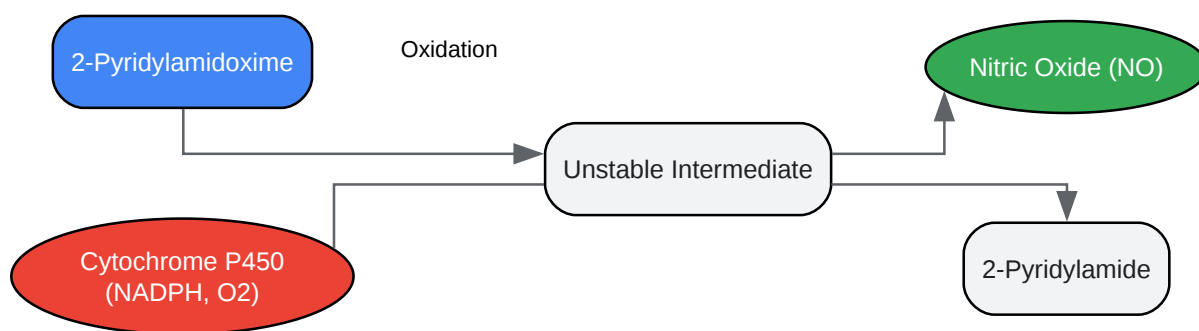 2-Pyridylamidoxime
Oxidation
Nitric Oxide (NO)
Unstable Intermediate
Cytochrome P450
(NADPH, O2)
2-Pyridylamide